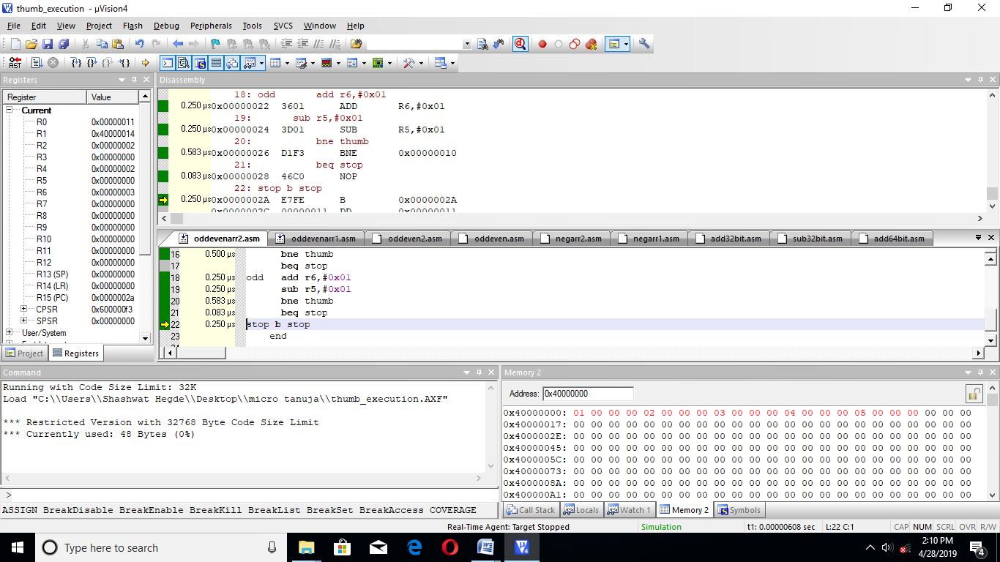 thumb_execution - µVision4
File Edit View Project Flash Debug Peripherals Tools SVCS Window Help
RST
Registers
Register Value
Current
R0 0x00000011
R1 0x40000014
R2 0x00000002
R3 0x00000000
R4 0x00000002
R5 0x00000000
R6 0x00000003
R7 0x00000000
R8 0x00000000
R9 0x00000000
R10 0x00000000
R11 0x00000000
R12 0x00000000
R13 (SP) 0x00000000
R14 (LR) 0x00000000
R15 (PC) 0x0000002a
CPSR 0x600000f3
SPSR 0x00000000
User/System
Project Registers
Disassembly
18: odd add r6,#0x01
0.250 µs 0x00000022 3601 ADD R6,#0x01
19: sub r5,#0x01
0.250 µs 0x00000024 3D01 SUB R5,#0x01
20: bne thumb
0.583 µs 0x00000026 D1F3 BNE 0x00000010
21: beq stop
0.083 µs 0x00000028 46C0 NOP
22: stop b stop
0.250 µs 0x0000002A E7FE B 0x0000002A
0x0000002C 00000011 DD 0x00000011
oddevenarr2.asm oddevenarr1.asm oddeven2.asm oddeven.asm negarr2.asm negarr1.asm add32bit.asm sub32bit.asm add64bit.asm
16 0.500 µs bne thumb
17 beq stop
18 0.250 µs odd add r6,#0x01
19 0.250 µs sub r5,#0x01
20 0.583 µs bne thumb
21 0.083 µs beq stop
22 0.250 µs stop b stop
23 end
Command
Running with Code Size Limit: 32K
Load "C:\\Users\\Shashwat Hegde\\Desktop\\micro tanuja\\thumb_execution.AXF"
*** Restricted Version with 32768 Byte Code Size Limit
*** Currently used: 48 Bytes (0%)
>
ASSIGN BreakDisable BreakEnable BreakKill BreakList BreakSet BreakAccess COVERAGE
Memory 2
Address: 0x40000000
0x40000000: 01 00 00 00 02 00 00 00 03 00 00 00 04 00 00 00 05 00 00 00 00 00 00
0x40000017: 00 00 00 00 00 00 00 00 00 00 00 00 00 00 00 00 00 00 00 00 00 00 00
0x4000002E: 00 00 00 00 00 00 00 00 00 00 00 00 00 00 00 00 00 00 00 00 00 00 00
0x40000045: 00 00 00 00 00 00 00 00 00 00 00 00 00 00 00 00 00 00 00 00 00 00 00
0x4000005C: 00 00 00 00 00 00 00 00 00 00 00 00 00 00 00 00 00 00 00 00 00 00 00
0x40000073: 00 00 00 00 00 00 00 00 00 00 00 00 00 00 00 00 00 00 00 00 00 00 00
0x4000008A: 00 00 00 00 00 00 00 00 00 00 00 00 00 00 00 00 00 00 00 00 00 00 00
0x400000A1: 00 00 00 00 00 00 00 00 00 00 00 00 00 00 00 00 00 00 00 00 00 00 00
Call Stack Locals Watch 1 Memory 2 Symbols
Real-Time Agent: Target Stopped Simulation t1: 0.00000608 sec L:22 C:1 CAP NUM SCRL OVR R/W
Type here to search
2:10 PM
4/28/2019
4